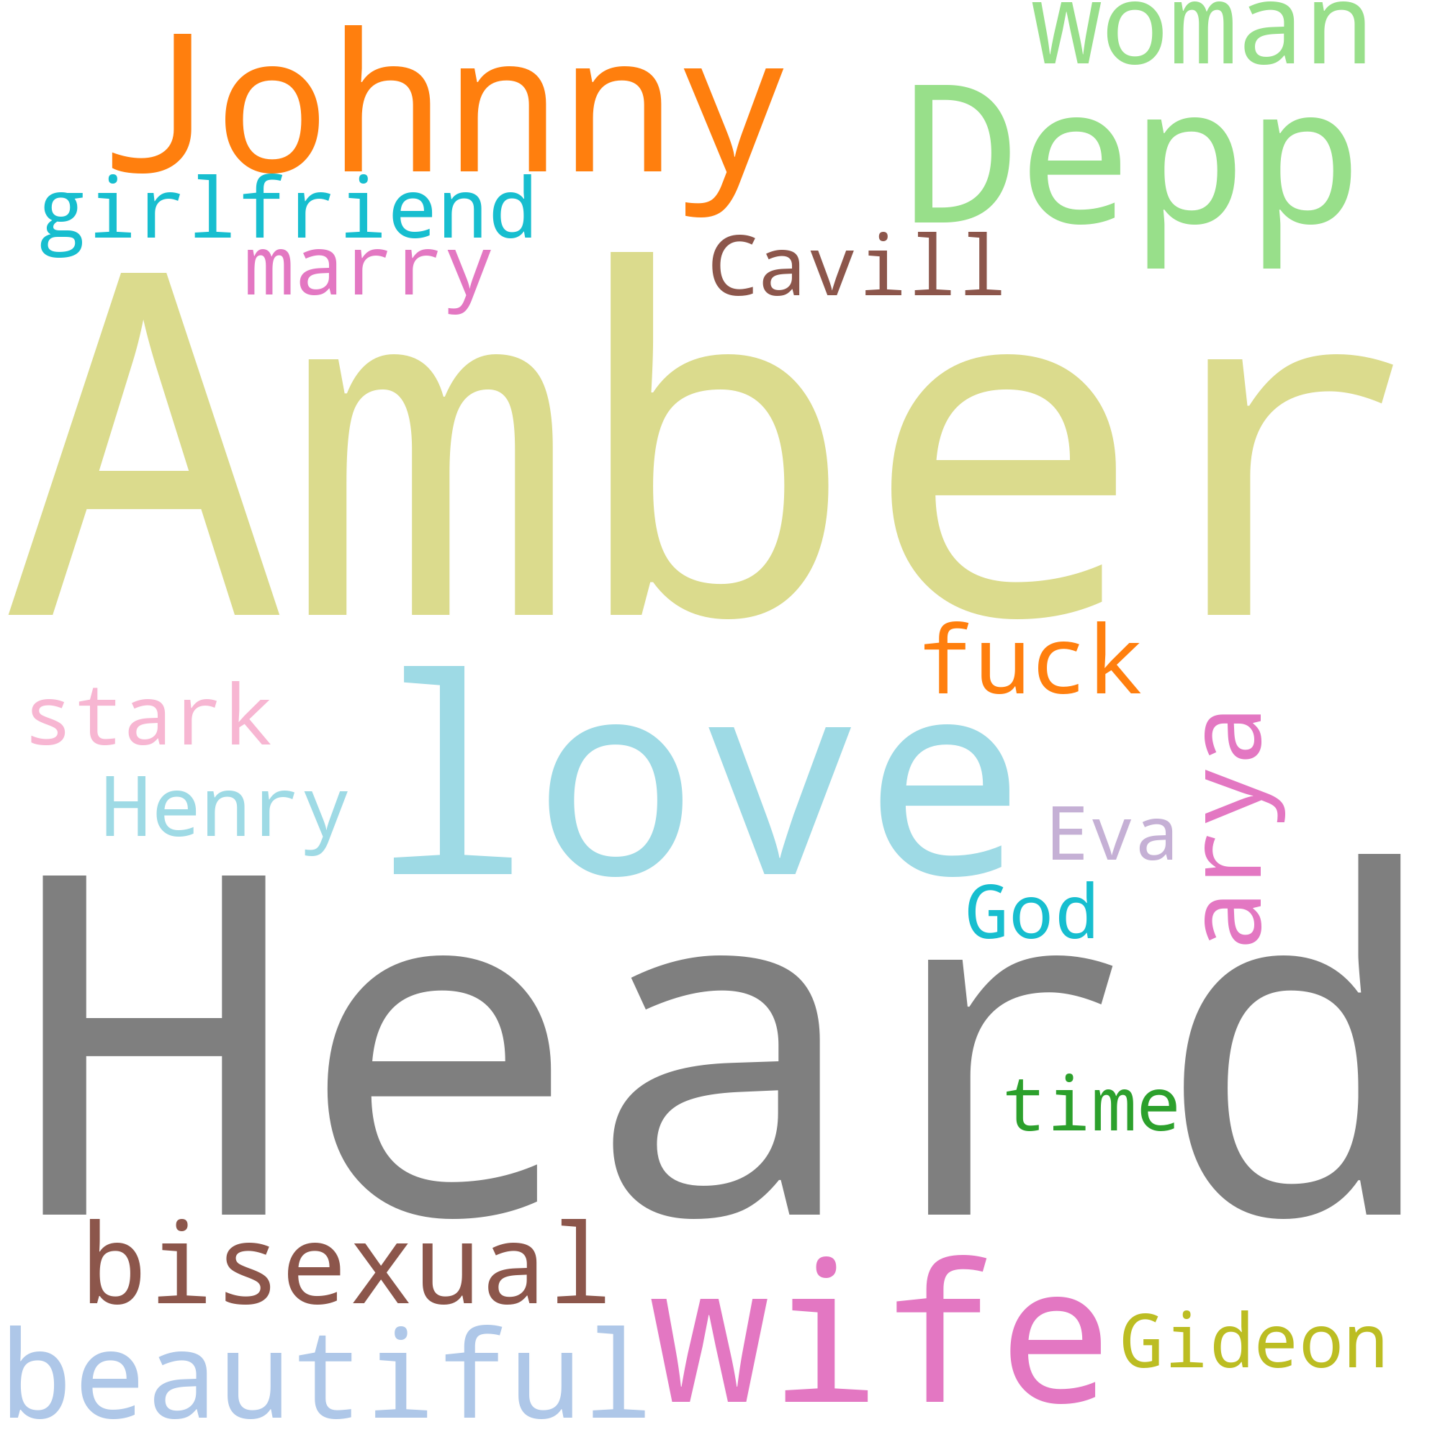 woman
Johnny
Depp
girlfriend
marry
Cavill
Amber
fuck
stark
love
arya
Henry
Eva
God
Heard
time
bisexual
wife
Gideon
beautiful